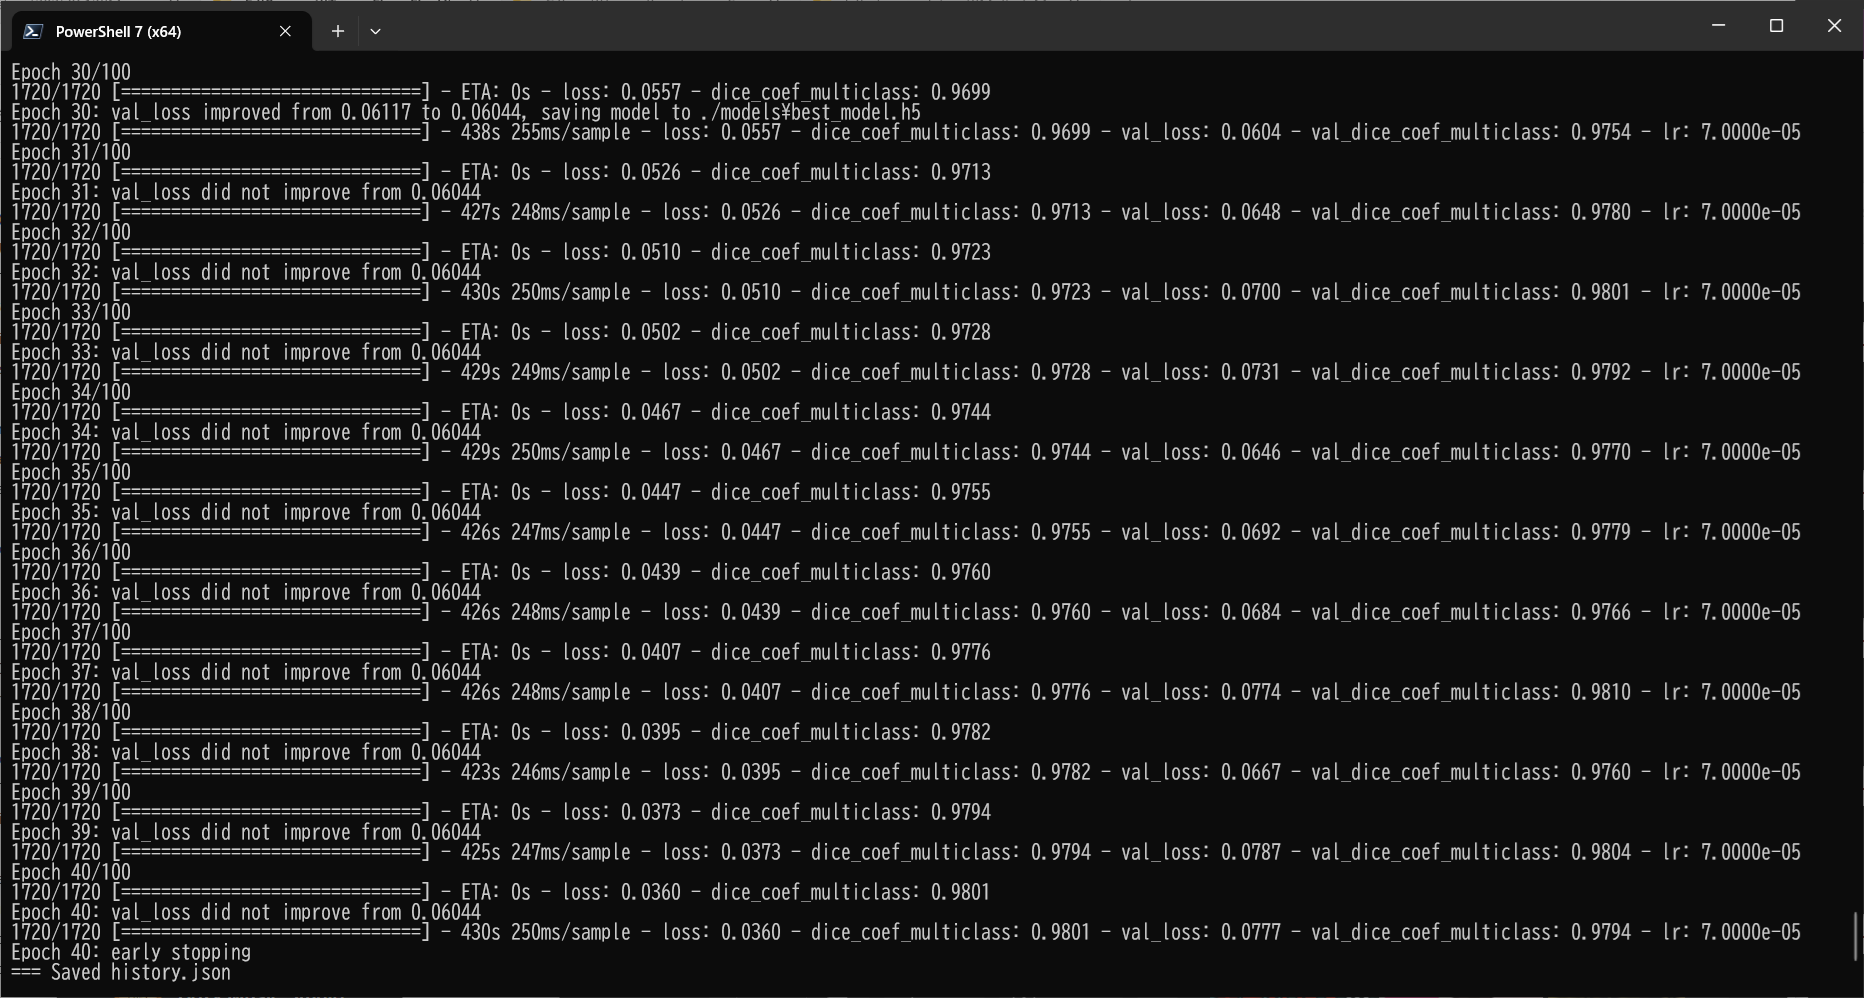 PowerShell 7 (x64)
Epoch 30/100
1720/1720 [==============================] - ETA: 0s - loss: 0.0557 - dice_coef_multiclass: 0.9699
Epoch 30: val_loss improved from 0.06117 to 0.06044, saving model to ./models¥best_model.h5
1720/1720 [==============================] - 438s 255ms/sample - loss: 0.0557 - dice_coef_multiclass: 0.9699 - val_loss: 0.0604 - val_dice_coef_multiclass: 0.9754 - lr: 7.0000e-05
Epoch 31/100
1720/1720 [==============================] - ETA: 0s - loss: 0.0526 - dice_coef_multiclass: 0.9713
Epoch 31: val_loss did not improve from 0.06044
1720/1720 [==============================] - 427s 248ms/sample - loss: 0.0526 - dice_coef_multiclass: 0.9713 - val_loss: 0.0648 - val_dice_coef_multiclass: 0.9780 - lr: 7.0000e-05
Epoch 32/100
1720/1720 [==============================] - ETA: 0s - loss: 0.0510 - dice_coef_multiclass: 0.9723
Epoch 32: val_loss did not improve from 0.06044
1720/1720 [==============================] - 430s 250ms/sample - loss: 0.0510 - dice_coef_multiclass: 0.9723 - val_loss: 0.0700 - val_dice_coef_multiclass: 0.9801 - lr: 7.0000e-05
Epoch 33/100
1720/1720 [==============================] - ETA: 0s - loss: 0.0502 - dice_coef_multiclass: 0.9728
Epoch 33: val_loss did not improve from 0.06044
1720/1720 [==============================] - 429s 249ms/sample - loss: 0.0502 - dice_coef_multiclass: 0.9728 - val_loss: 0.0731 - val_dice_coef_multiclass: 0.9792 - lr: 7.0000e-05
Epoch 34/100
1720/1720 [==============================] - ETA: 0s - loss: 0.0467 - dice_coef_multiclass: 0.9744
Epoch 34: val_loss did not improve from 0.06044
1720/1720 [==============================] - 429s 250ms/sample - loss: 0.0467 - dice_coef_multiclass: 0.9744 - val_loss: 0.0646 - val_dice_coef_multiclass: 0.9770 - lr: 7.0000e-05
Epoch 35/100
1720/1720 [==============================] - ETA: 0s - loss: 0.0447 - dice_coef_multiclass: 0.9755
Epoch 35: val_loss did not improve from 0.06044
1720/1720 [==============================] - 426s 247ms/sample - loss: 0.0447 - dice_coef_multiclass: 0.9755 - val_loss: 0.0692 - val_dice_coef_multiclass: 0.9779 - lr: 7.0000e-05
Epoch 36/100
1720/1720 [==============================] - ETA: 0s - loss: 0.0439 - dice_coef_multiclass: 0.9760
Epoch 36: val_loss did not improve from 0.06044
1720/1720 [==============================] - 426s 248ms/sample - loss: 0.0439 - dice_coef_multiclass: 0.9760 - val_loss: 0.0684 - val_dice_coef_multiclass: 0.9766 - lr: 7.0000e-05
Epoch 37/100
1720/1720 [==============================] - ETA: 0s - loss: 0.0407 - dice_coef_multiclass: 0.9776
Epoch 37: val_loss did not improve from 0.06044
1720/1720 [==============================] - 426s 248ms/sample - loss: 0.0407 - dice_coef_multiclass: 0.9776 - val_loss: 0.0774 - val_dice_coef_multiclass: 0.9810 - lr: 7.0000e-05
Epoch 38/100
1720/1720 [==============================] - ETA: 0s - loss: 0.0395 - dice_coef_multiclass: 0.9782
Epoch 38: val_loss did not improve from 0.06044
1720/1720 [==============================] - 423s 246ms/sample - loss: 0.0395 - dice_coef_multiclass: 0.9782 - val_loss: 0.0667 - val_dice_coef_multiclass: 0.9760 - lr: 7.0000e-05
Epoch 39/100
1720/1720 [==============================] - ETA: 0s - loss: 0.0373 - dice_coef_multiclass: 0.9794
Epoch 39: val_loss did not improve from 0.06044
1720/1720 [==============================] - 425s 247ms/sample - loss: 0.0373 - dice_coef_multiclass: 0.9794 - val_loss: 0.0787 - val_dice_coef_multiclass: 0.9804 - lr: 7.0000e-05
Epoch 40/100
1720/1720 [==============================] - ETA: 0s - loss: 0.0360 - dice_coef_multiclass: 0.9801
Epoch 40: val_loss did not improve from 0.06044
1720/1720 [==============================] - 430s 250ms/sample - loss: 0.0360 - dice_coef_multiclass: 0.9801 - val_loss: 0.0777 - val_dice_coef_multiclass: 0.9794 - lr: 7.0000e-05
Epoch 40: early stopping
=== Saved history.json